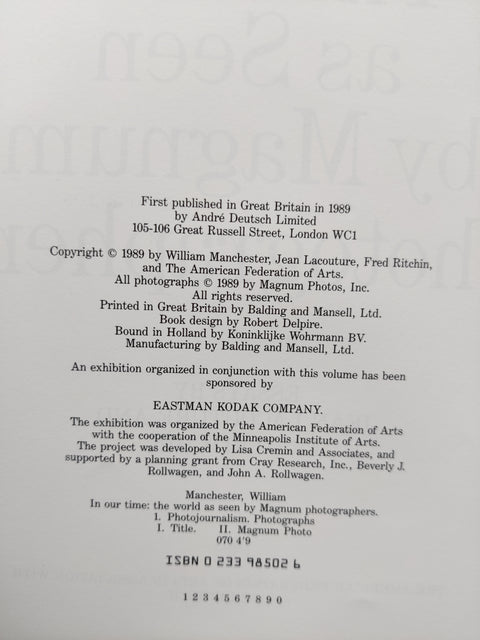 First published in Great Britain in 1989
by André Deutsch Limited
105-106 Great Russell Street, London WC1
Copyright © 1989 by William Manchester, Jean Lacouture, Fred Ritchin,
and The American Federation of Arts.
All photographs © 1989 by Magnum Photos, Inc.
All rights reserved.
Printed in Great Britain by Balding and Mansell, Ltd.
Book design by Robert Delpire.
Bound in Holland by Koninklijke Wohrmann BV.
Manufacturing by Balding and Mansell, Ltd.
An exhibition organized in conjunction with this volume has been
sponsored by
EASTMAN KODAK COMPANY.
The exhibition was organized by the American Federation of Arts
with the cooperation of the Minneapolis Institute of Arts.
The project was developed by Lisa Cremin and Associates, and
supported by a planning grant from Cray Research, Inc., Beverly J.
Rollwagen, and John A. Rollwagen.
Manchester, William
In our time: the world as seen by Magnum photographers.
1. Photojournalism. Photographs
I. Title. II. Magnum Photo
070 4'9
ISBN 0 233 98502 6
1 2 3 4 5 6 7 8 9 0